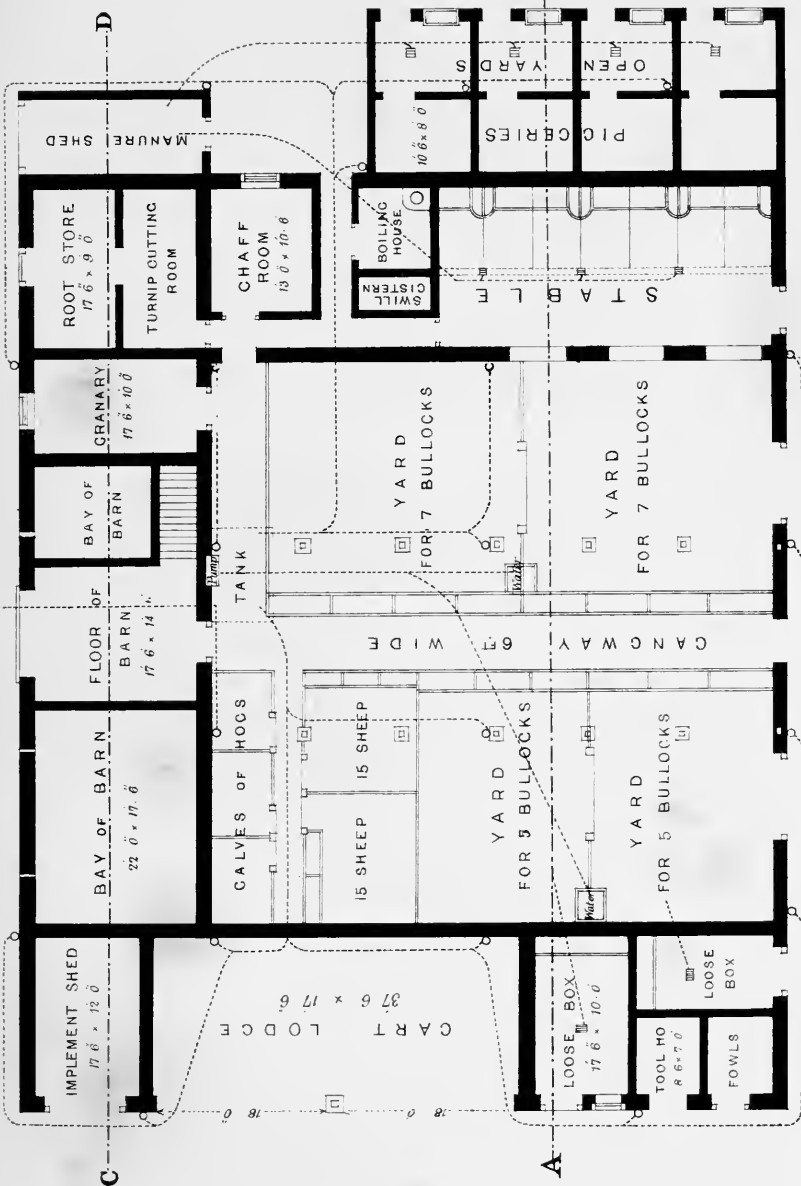 D
MANURE SHED
OPEN YARDS
PIGGERIES
10 6 × 8 0
ROOT STORE
17 6 × 9 0
TURNIP CUTTING
ROOM
CHAFF
ROOM
13 0 × 10·6
BOILING
HOUSE
SWILL
CISTERN
STABLE
GRANARY
17 6 × 10 0
BAY OF
BARN
FLOOR OF
BARN
17 6 × 14
Pump
TANK
YARD
FOR 7 BULLOCKS
YARD
FOR 7 BULLOCKS
Water
GANGWAY 6FT WIDE
BAY OF BARN
22 0 × 17·6
CALVES OF HOGS
15 SHEEP
15 SHEEP
YARD
FOR 5 BULLOCKS
YARD
FOR 5 BULLOCKS
Water
IMPLEMENT SHED
17 6 × 12 0
CART LODGE
37 6 × 17 6
18 0
18 0
LOOSE BOX
17 6 × 10·0
LOOSE
BOX
TOOL HO
8 6×7 0
FOWLS
C
A